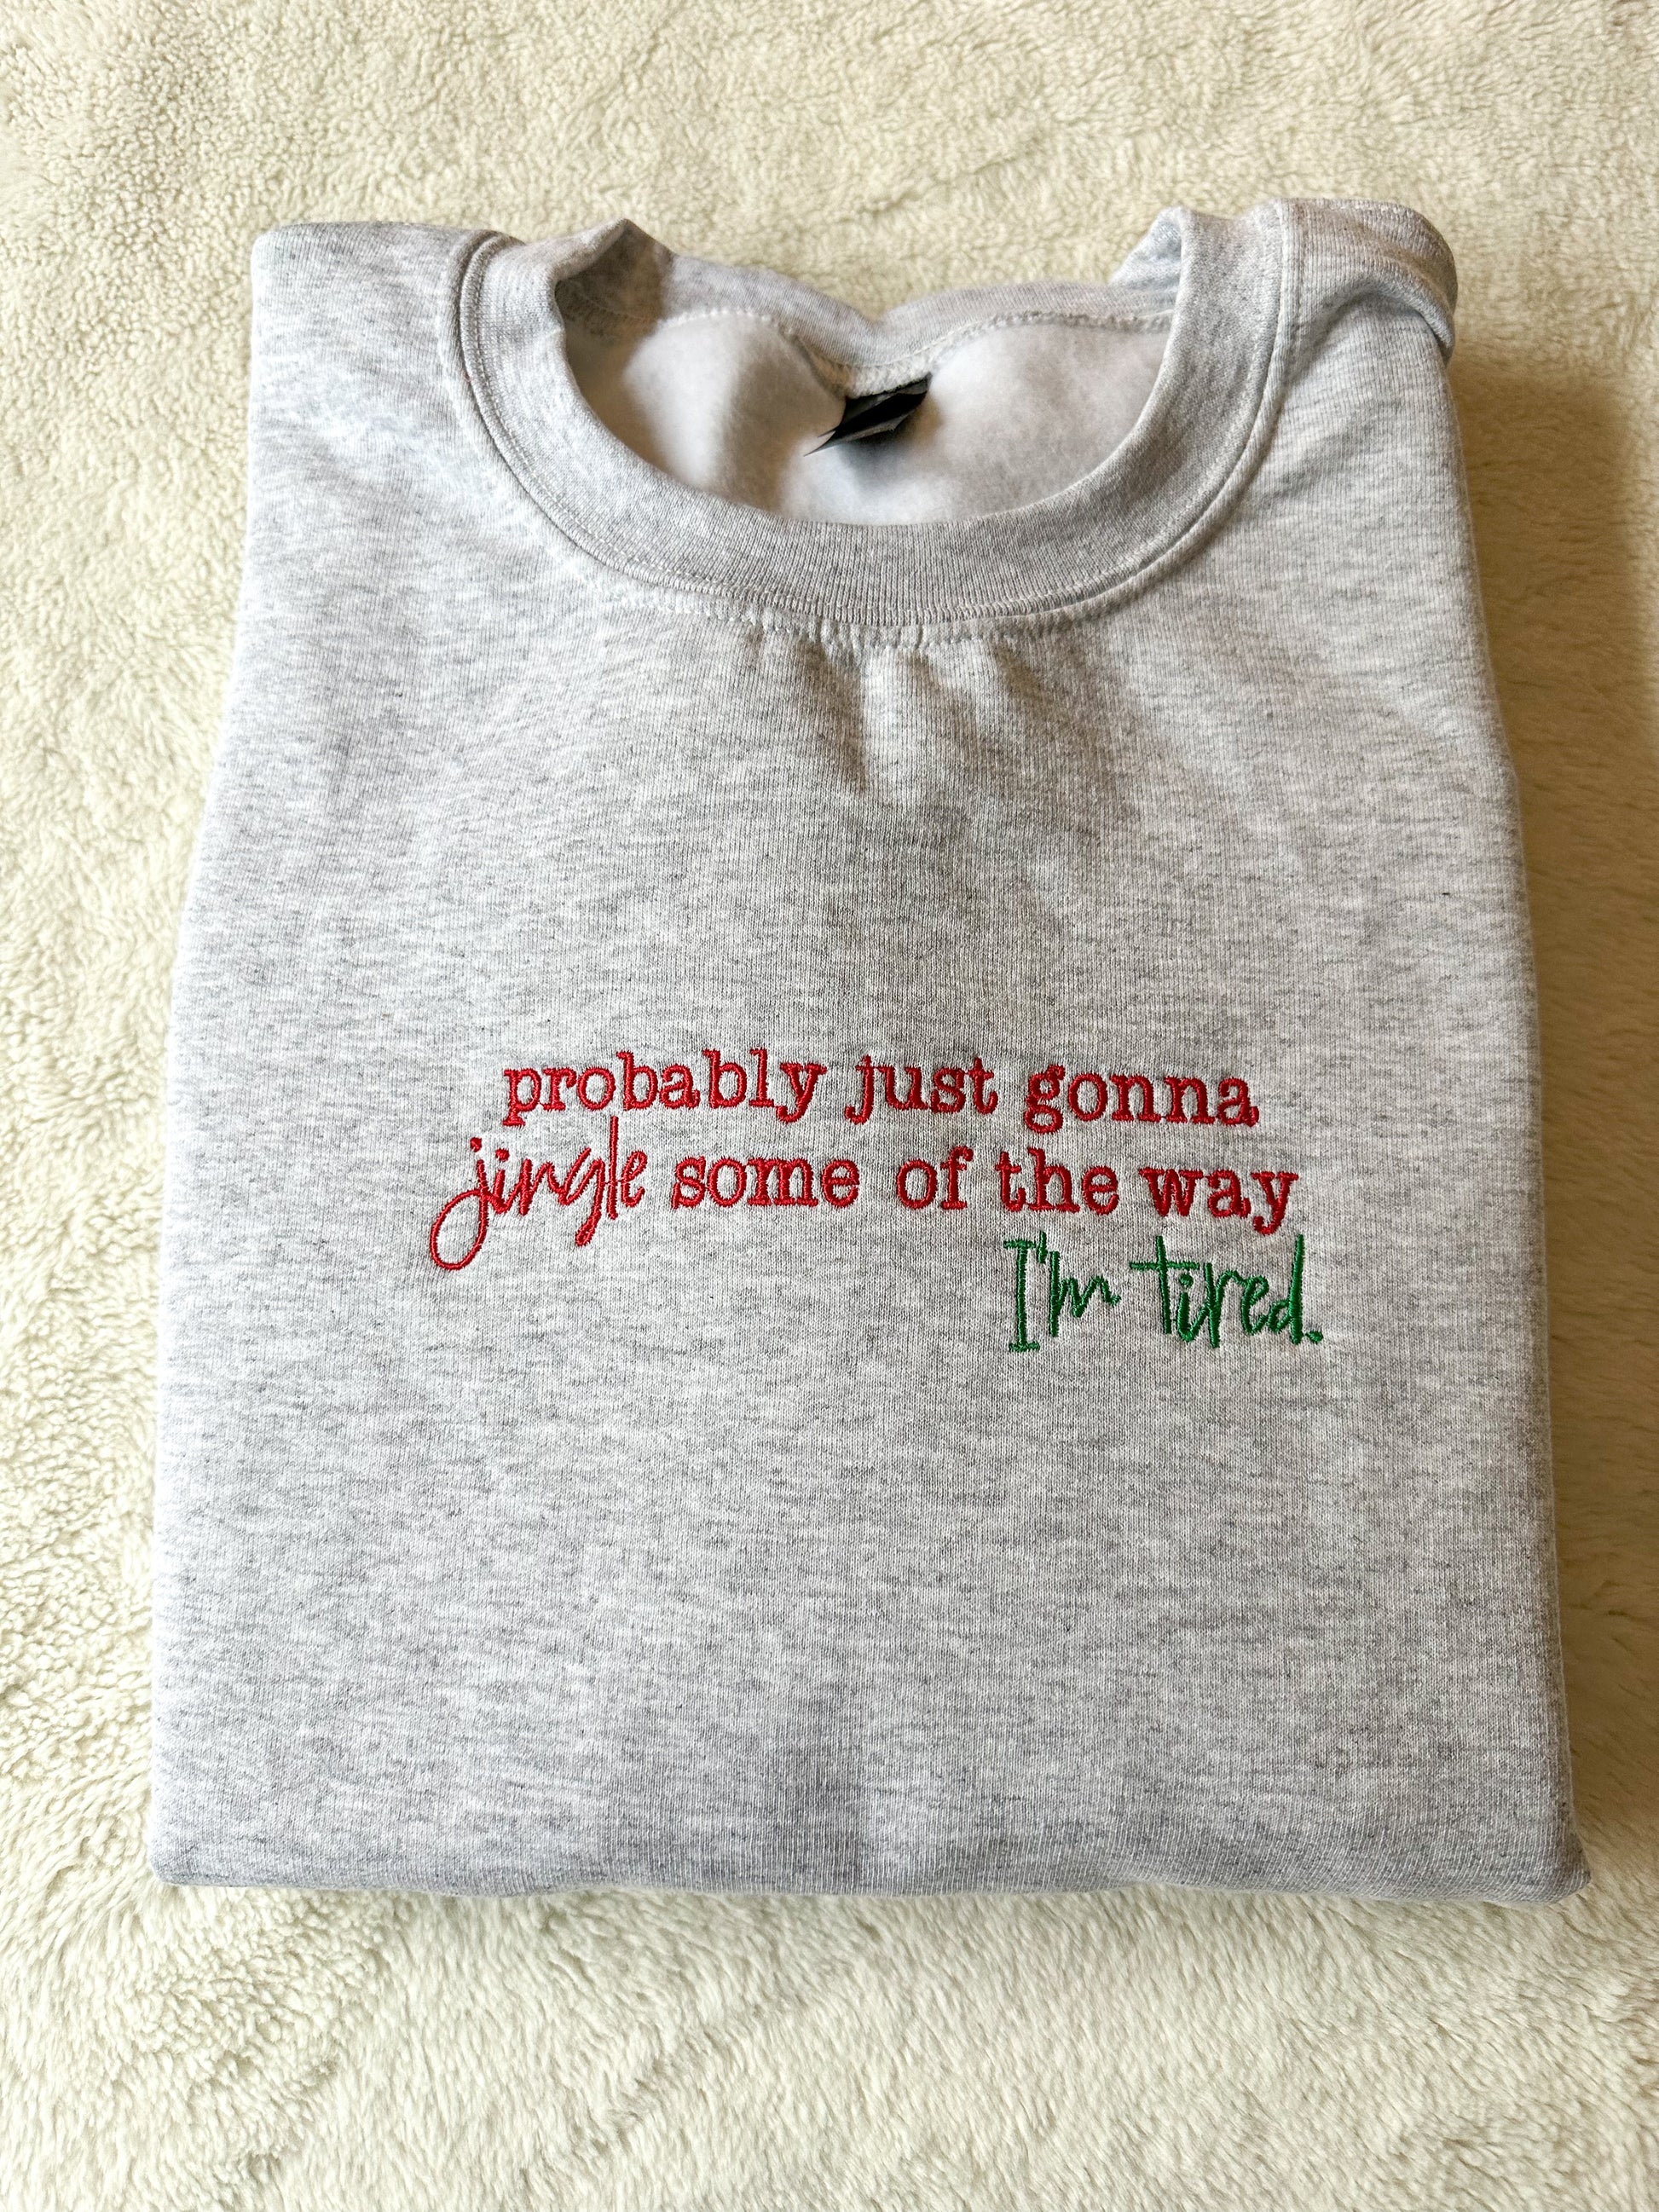 probably just gonna
jingle some of the way
I'm tired.